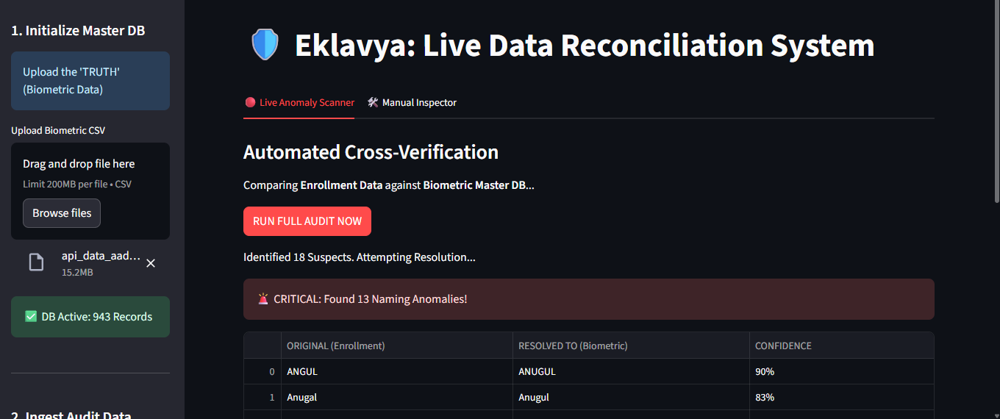 1. Initialize Master DB
Upload the 'TRUTH'
(Biometric Data)
Upload Biometric CSV
Drag and drop file here
Limit 200MB per file • CSV
Browse files
api_data_aad...
15.2MB
DB Active: 943 Records
2. Ingest Audit Data
Eklavya: Live Data Reconciliation System
Live Anomaly Scanner
Manual Inspector
Automated Cross-Verification
Comparing Enrollment Data against Biometric Master DB...
RUN FULL AUDIT NOW
Identified 18 Suspects. Attempting Resolution...
CRITICAL: Found 13 Naming Anomalies!
ORIGINAL (Enrollment) RESOLVED TO (Biometric) CONFIDENCE
0 ANGUL ANUGUL 90%
1 Anugal Anugul 83%